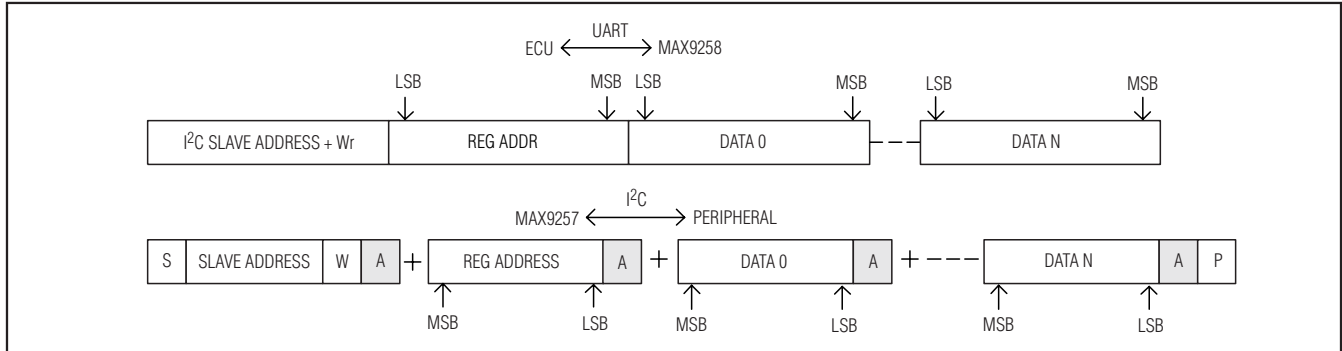 UART
ECU MAX9258
LSB MSB LSB MSB LSB MSB
I²C SLAVE ADDRESS + Wr REG ADDR DATA 0 DATA N
I²C
MAX9257 PERIPHERAL
S SLAVE ADDRESS W A + REG ADDRESS A + DATA 0 A + DATA N A P
MSB LSB MSB LSB MSB LSB